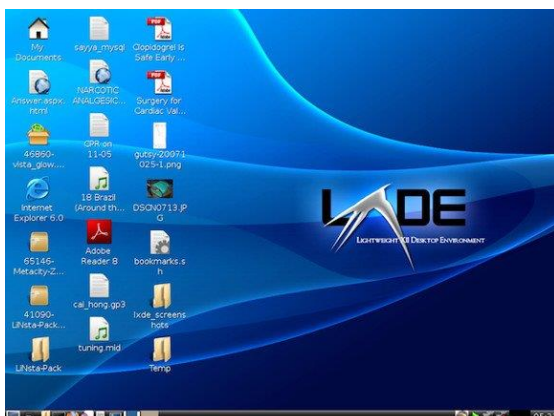 My
Documents
Answer.aspx.
html
46860-
vista_glow....
Internet
Explorer 6.0
65146-
Metacity-Z...
41090-
LiNsta-Pack...
LiNsta-Pack
sayya_mysql
NARCOTIC
ANALGESIC...
CPR on
11-05
18 Brazil
(Around th...
Adobe
Reader 8
cai_hong.gp3
tuning.mid
Clopidogrel Is
Safe Early ...
Surgery for
Cardiac Val...
gutsy-20071
025-1.png
DSCN0713.JP
G
bookmarks.s
h
lxde_screens
hots
Temp
LXDE
LIGHTWEIGHT X11 DESKTOP ENVIRONMENT